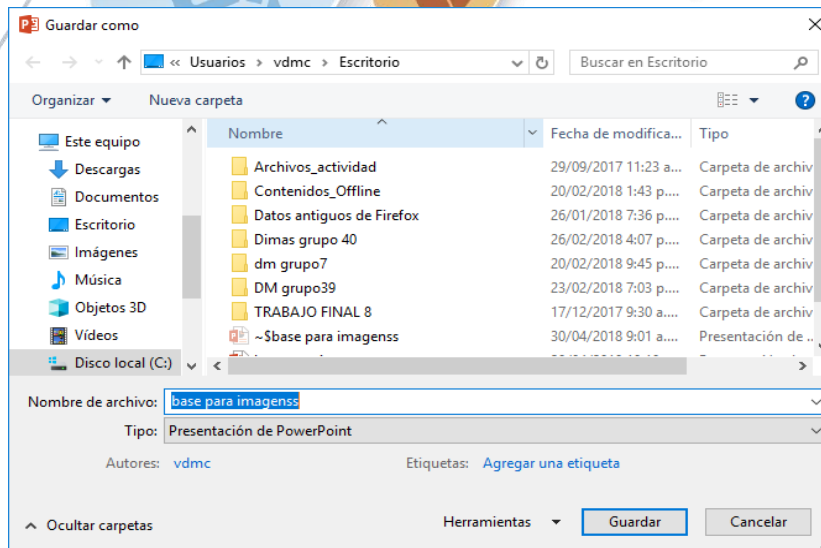 Guardar como
« Usuarios › vdmc › Escritorio
Buscar en Escritorio
Organizar
Nueva carpeta
Este equipo
Descargas
Documentos
Escritorio
Imágenes
Música
Objetos 3D
Vídeos
Disco local (C:)
Nombre Fecha de modifica... Tipo
Archivos_actividad 29/09/2017 11:23 a... Carpeta de archiv
Contenidos_Offline 20/02/2018 1:43 p.... Carpeta de archiv
Datos antiguos de Firefox 26/01/2018 7:36 p.... Carpeta de archiv
Dimas grupo 40 26/02/2018 4:07 p.... Carpeta de archiv
dm grupo7 20/02/2018 9:45 p.... Carpeta de archiv
DM grupo39 23/02/2018 7:03 p.... Carpeta de archiv
TRABAJO FINAL 8 17/12/2017 9:30 a.... Carpeta de archiv
~$base para imagenss 30/04/2018 9:01 a.... Presentación de ..
Nombre de archivo: base para imagenss
Tipo: Presentación de PowerPoint
Autores: vdmc Etiquetas: Agregar una etiqueta
Ocultar carpetas
Herramientas Guardar Cancelar